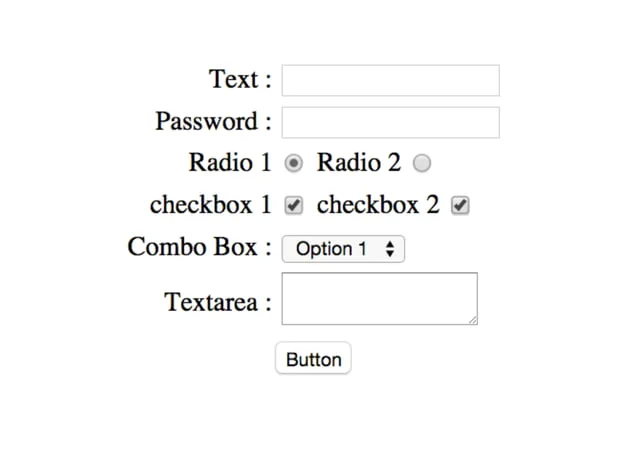 Text :
Password :
Radio 1 Radio 2
checkbox 1 checkbox 2
Combo Box : Option 1
Textarea :
Button